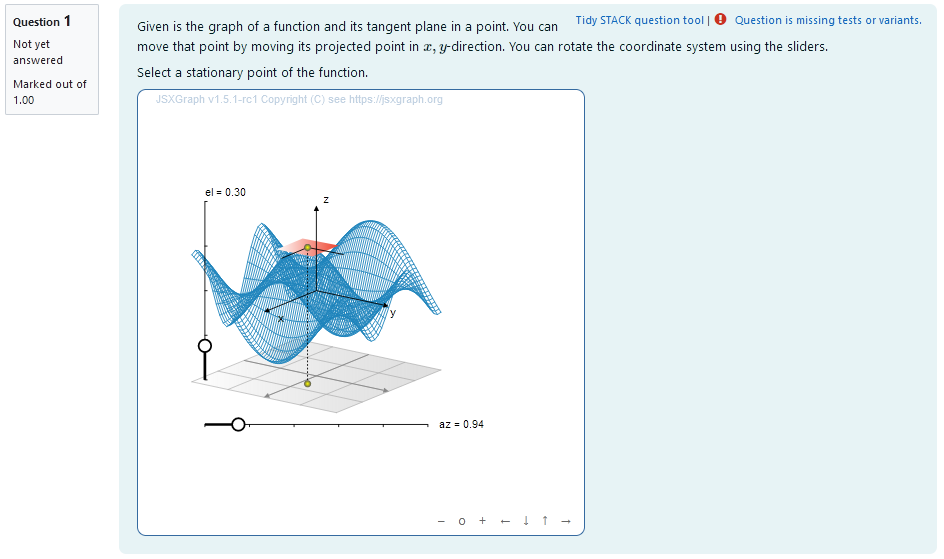 Question 1
Not yet
answered
Marked out of
1.00
Tidy STACK question tool | Question is missing tests or variants.
Given is the graph of a function and its tangent plane in a point. You can
move that point by moving its projected point in x, y-direction. You can rotate the coordinate system using the sliders.
Select a stationary point of the function.
JSXGraph v1.5.1-rc1 Copyright (C) see https://jsxgraph.org
el = 0.30
z
x
y
az = 0.94
− o + ← ↓ ↑ →